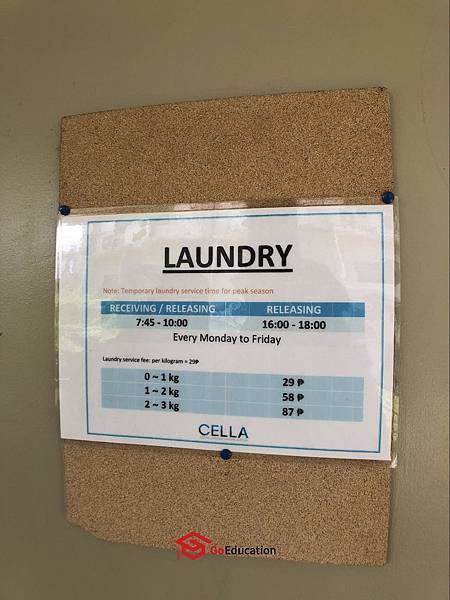 LAUNDRY
Note: Temporary laundry service time for peak season
RECEIVING / RELEASING RELEASING
7:45 - 10:00 16:00 - 18:00
Every Monday to Friday
Laundry service fee: per kilogram = 29₱
0 ~ 1 kg 29 ₱
1 ~ 2 kg 58 ₱
2 ~ 3 kg 87 ₱
CELLA
GoEducation